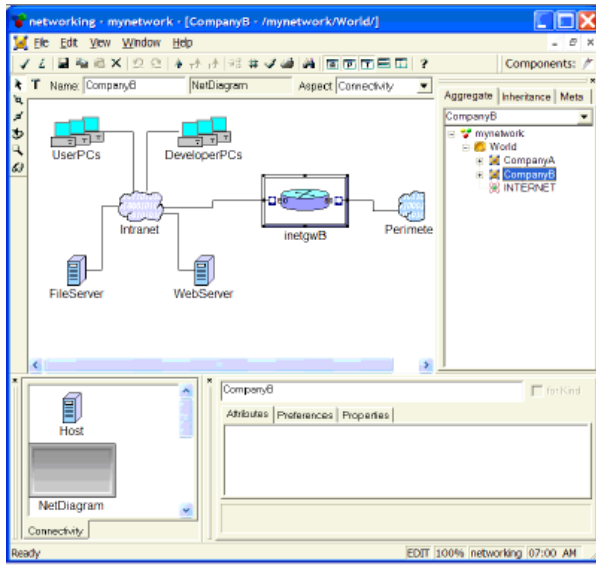 networking - mynetwork - [CompanyB - /mynetwork/World/]
File Edit View Window Help
Components:
Name: CompanyB NetDiagram Aspect Connectivity
Aggregate Inheritance Meta
CompanyB
mynetwork
World
CompanyA
CompanyB
INTERNET
UserPCs DeveloperPCs
Intranet inetgwB Perimete
FileServer WebServer
Host
NetDiagram
Connectivity
CompanyB for Kind
Attributes Preferences Properties
Ready EDIT 100% networking 07:00 AM